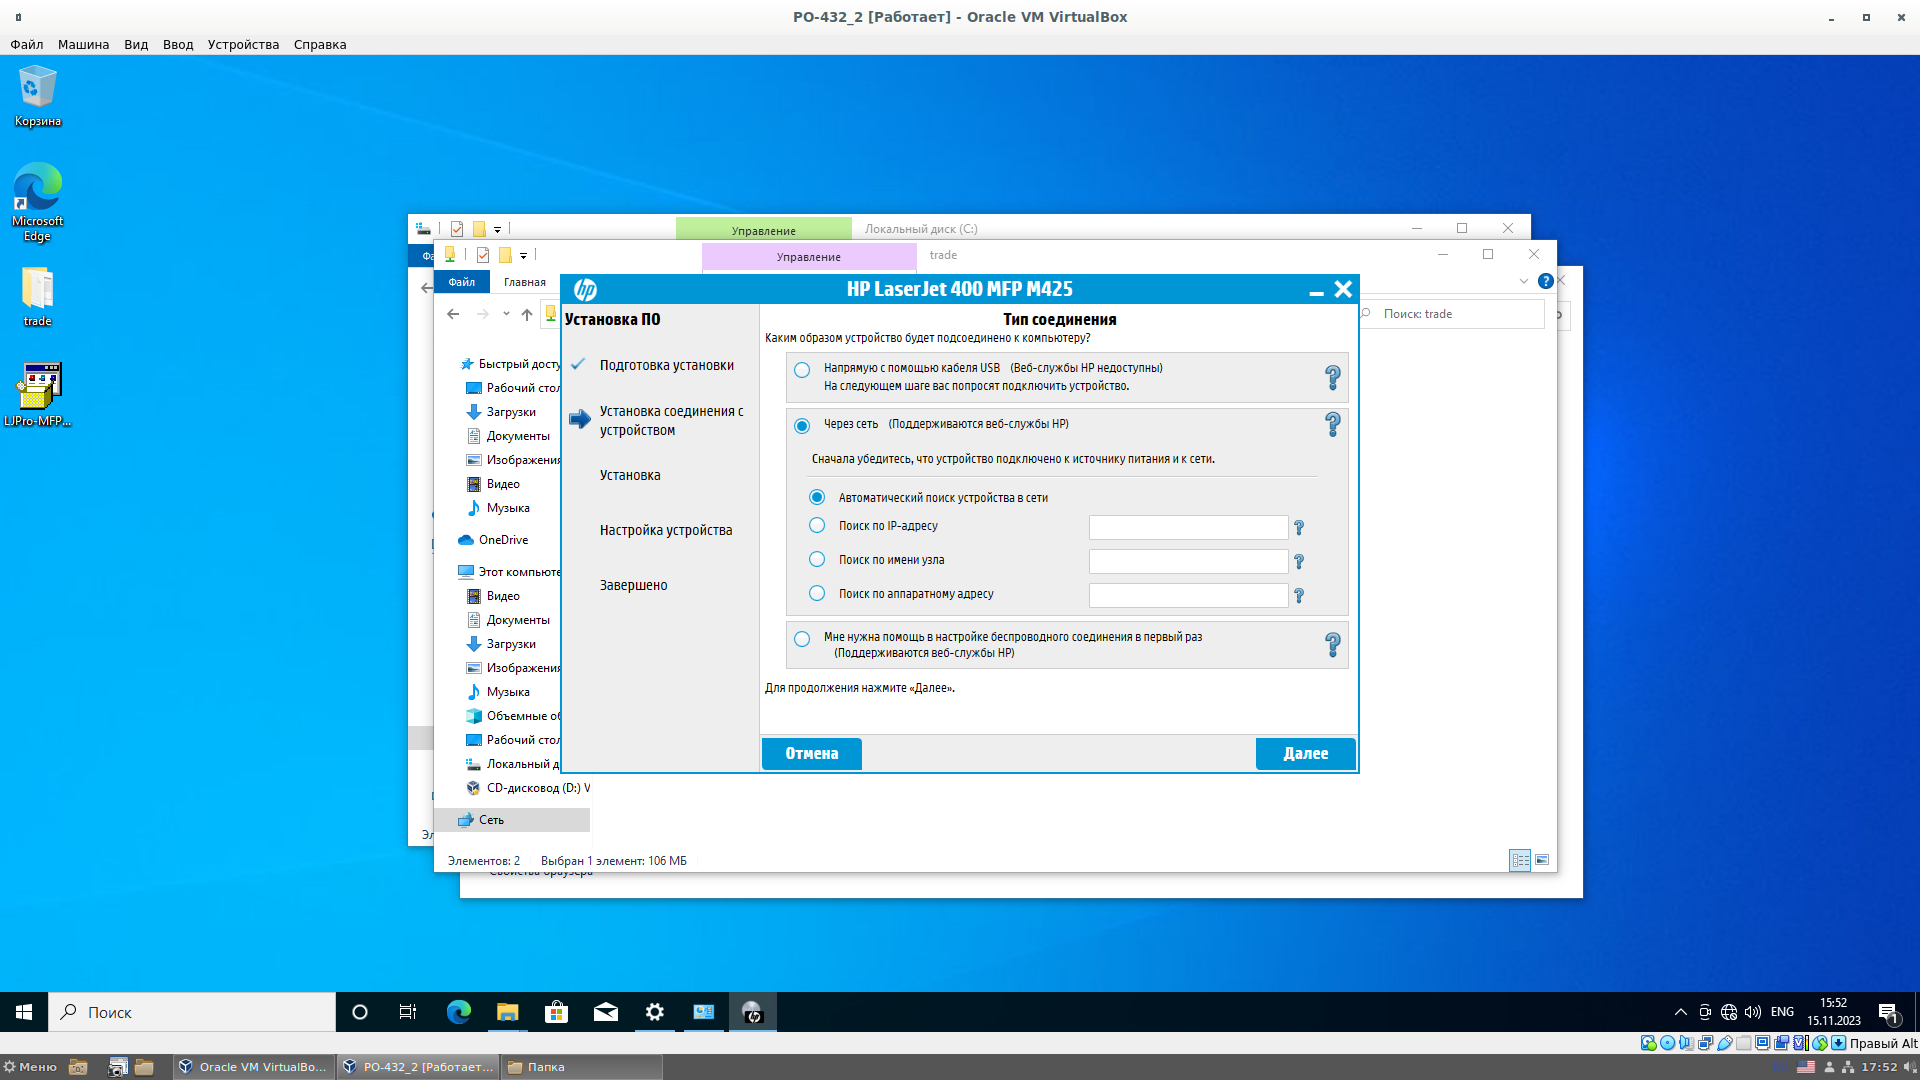 PO-432_2 [Работает] - Oracle VM VirtualBox
Файл Машина Вид Ввод Устройства Справка
Корзина
Microsoft
Edge
trade
LJPro-MFP...
Управление
Локальный диск (C:)
Управление
trade
Файл
Главная
Поиск: trade
Быстрый досту
Рабочий стол
Загрузки
Документы
Изображения
Видео
Музыка
OneDrive
Этот компьюте
Видео
Документы
Загрузки
Изображения
Музыка
Объемные об
Рабочий стол
Локальный д
CD-дисковод (D:) V
Сеть
Элементов: 2
Выбран 1 элемент: 106 МБ
Свойства браузера
hp
HP LaserJet 400 MFP M425
Установка ПО
Подготовка установки
Установка соединения с
устройством
Установка
Настройка устройства
Завершено
Тип соединения
Каким образом устройство будет подсоединено к компьютеру?
Напрямую с помощью кабеля USB (Веб-службы HP недоступны)
На следующем шаге вас попросят подключить устройство.
Через сеть (Поддерживаются веб-службы HP)
Сначала убедитесь, что устройство подключено к источнику питания и к сети.
Автоматический поиск устройства в сети
Поиск по IP-адресу
Поиск по имени узла
Поиск по аппаратному адресу
Мне нужна помощь в настройке беспроводного соединения в первый раз
(Поддерживаются веб-службы HP)
Для продолжения нажмите «Далее».
Отмена
Далее
Поиск
ENG
15:52
15.11.2023
1
Правый Alt
Меню
Oracle VM VirtualBo...
PO-432_2 [Работает...
Папка
17:52